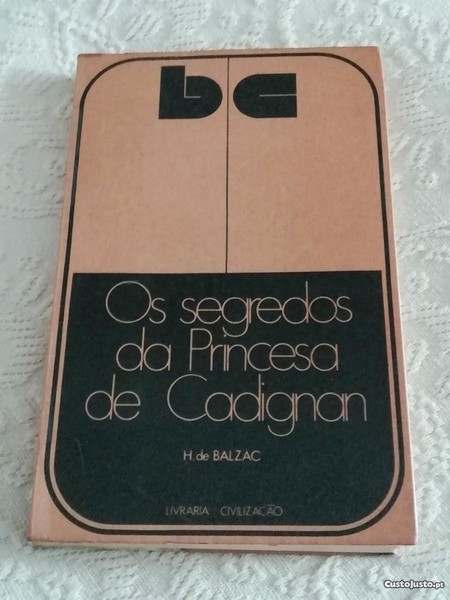 bc
Os segredos
da Princesa
de Cadignan
H. de BALZAC
LIVRARIA CIVILIZAÇÃO
CustoJusto.pt